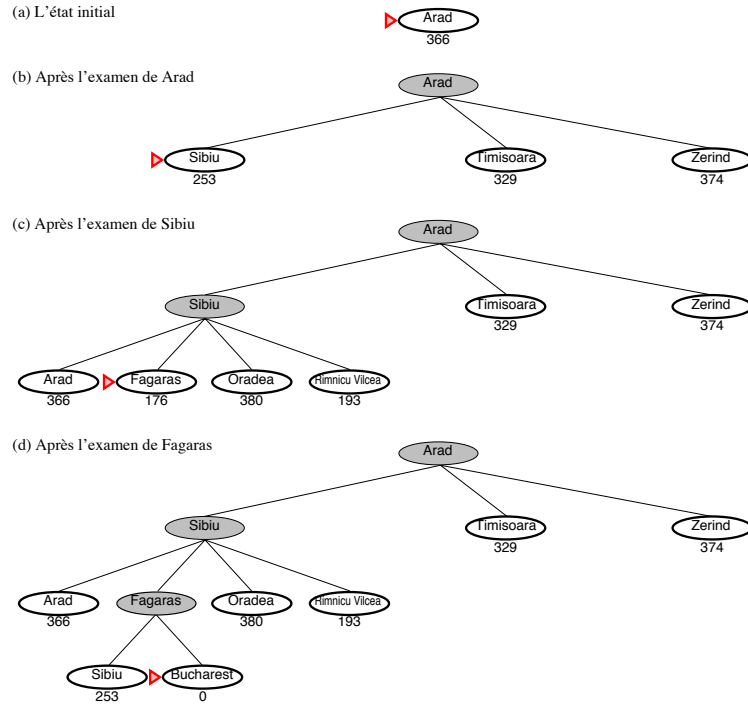 (a) L'état initial
Arad
366
(b) Après l'examen de Arad
Arad
Sibiu
Timisoara
Zerind
253
329
374
(c) Après l'examen de Sibiu
Arad
Sibiu
Timisoara
Zerind
329
374
Arad
Fagaras
Oradea
Rimnicu Vilcea
366
176
380
193
(d) Après l'examen de Fagaras
Arad
Sibiu
Timisoara
Zerind
329
374
Arad
Fagaras
Oradea
Rimnicu Vilcea
366
380
193
Sibiu
Bucharest
253
0